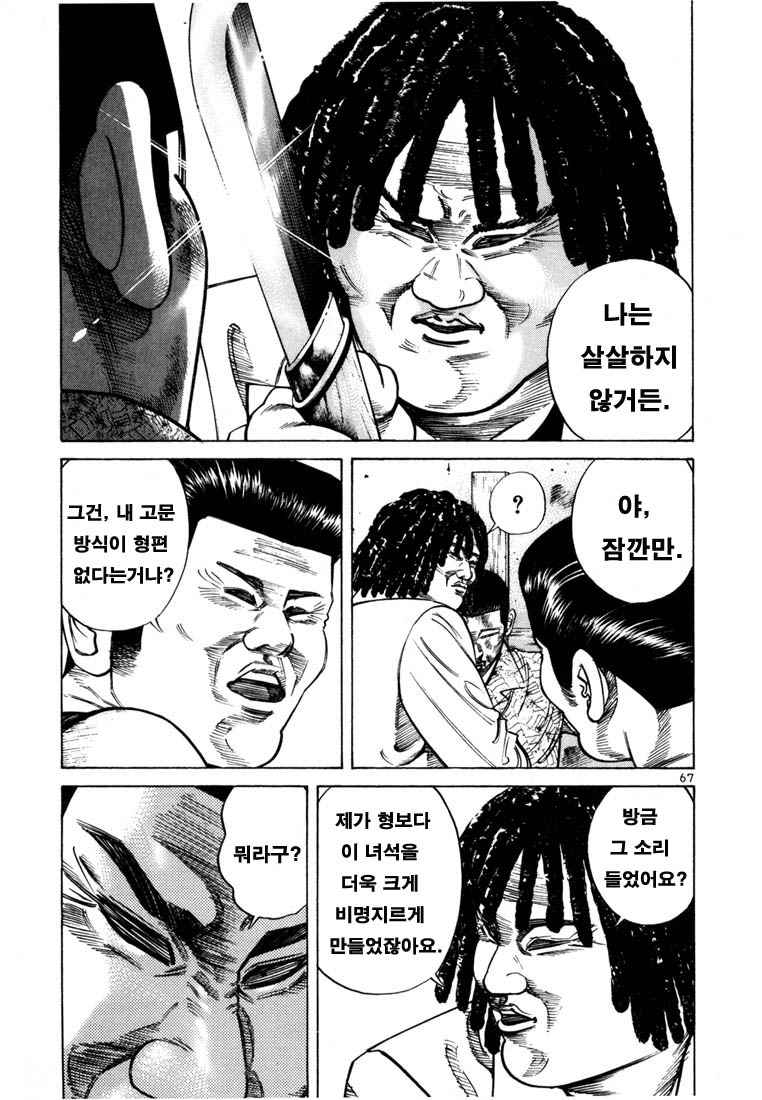 나는
살살하지
않거든.
야,
잠깐만.
?
그건, 내 고문
방식이 형편
없다는거냐?
67
방금
그 소리
들었어요?
제가 형보다
이 녀석을
더욱 크게
비명지르게
만들었잖아요.
뭐라구?